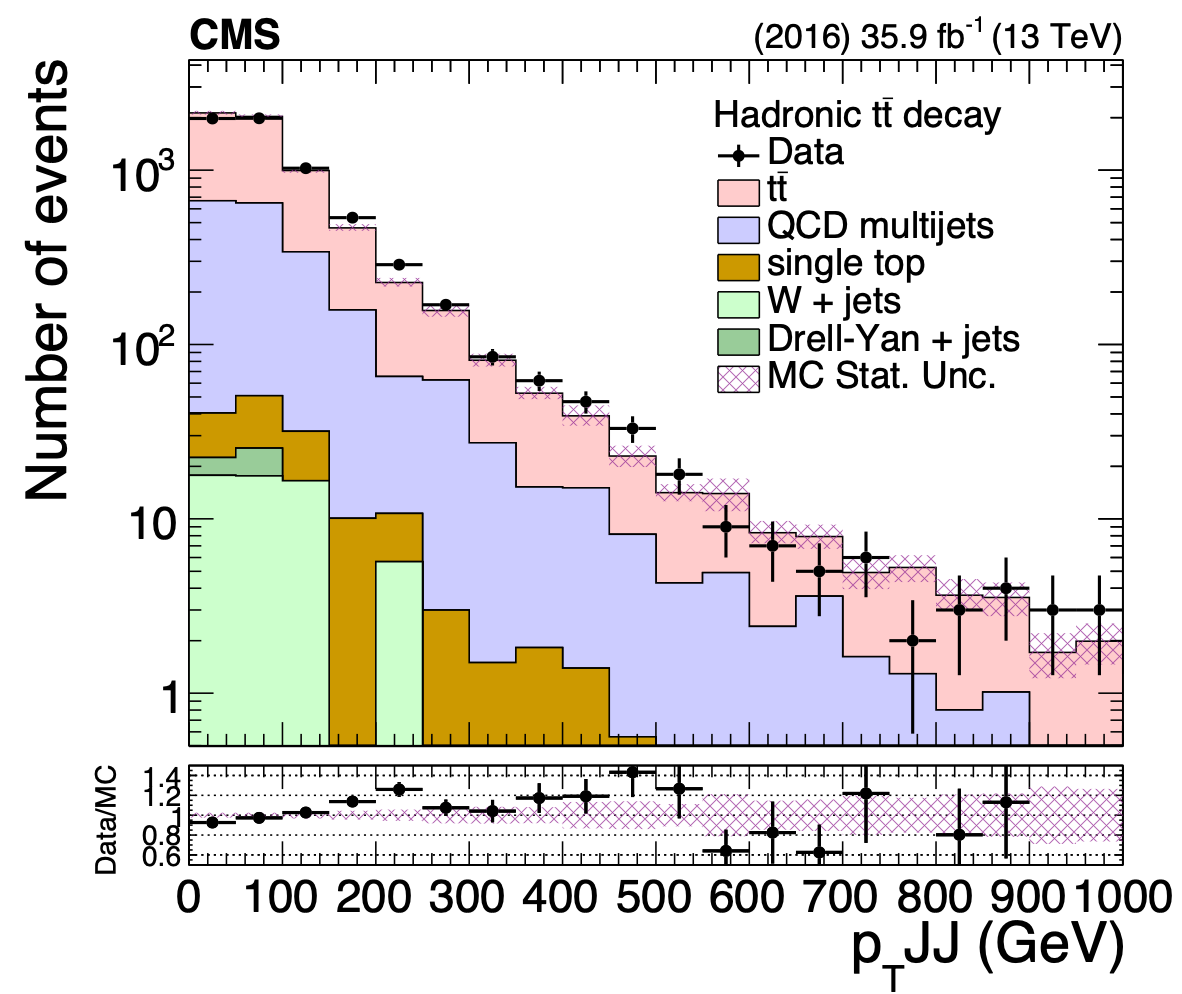 CMS (2016) 35.9 fb⁻¹ (13 TeV)
Number of events
10³
10²
10
1
Hadronic tt̄ decay
Data
tt̄
QCD multijets
single top
W + jets
Drell-Yan + jets
MC Stat. Unc.
Data/MC
1.4
1.2
1
0.8
0.6
0 100 200 300 400 500 600 700 800 900 1000
p_T JJ (GeV)